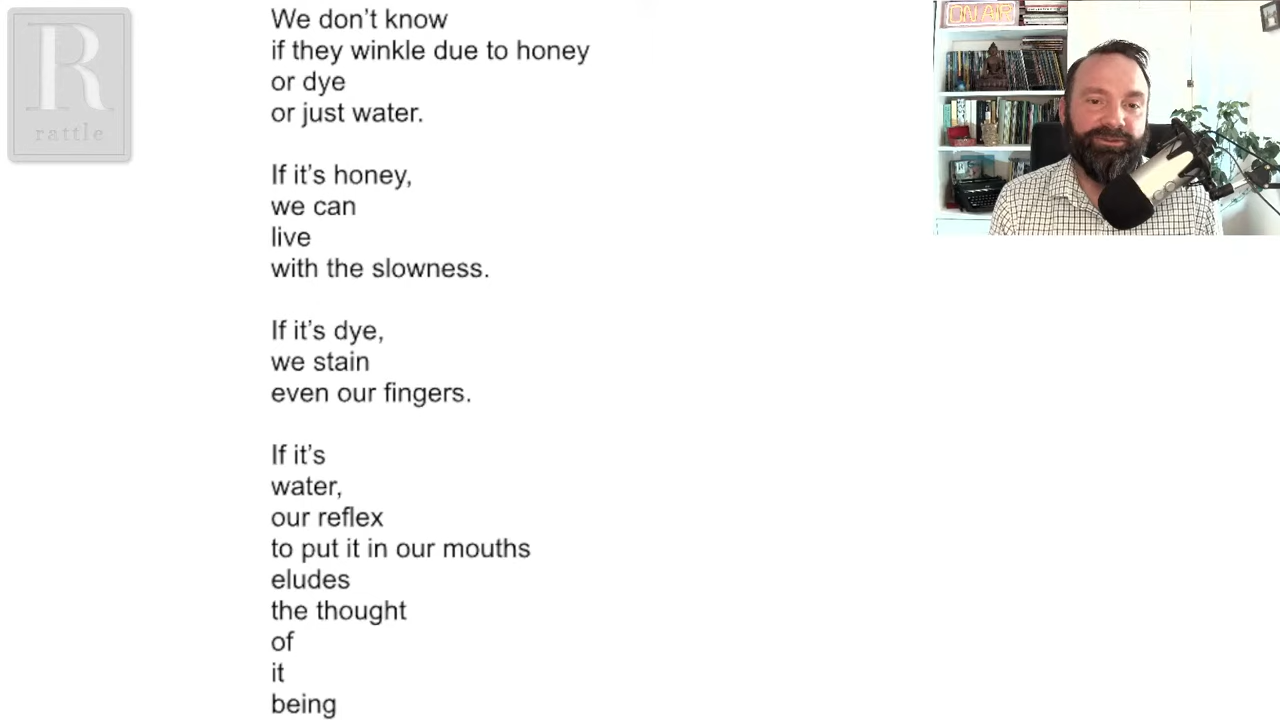 R
rattle
ON AIR
We don’t know
if they winkle due to honey
or dye
or just water.
If it’s honey,
we can
live
with the slowness.
If it’s dye,
we stain
even our fingers.
If it’s
water,
our reflex
to put it in our mouths
eludes
the thought
of
it
being